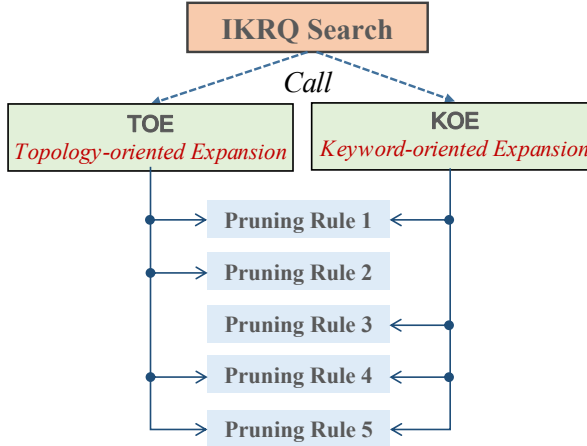 IKRQ Search
Call
TOE
Topology-oriented Expansion
KOE
Keyword-oriented Expansion
Pruning Rule 1
Pruning Rule 2
Pruning Rule 3
Pruning Rule 4
Pruning Rule 5